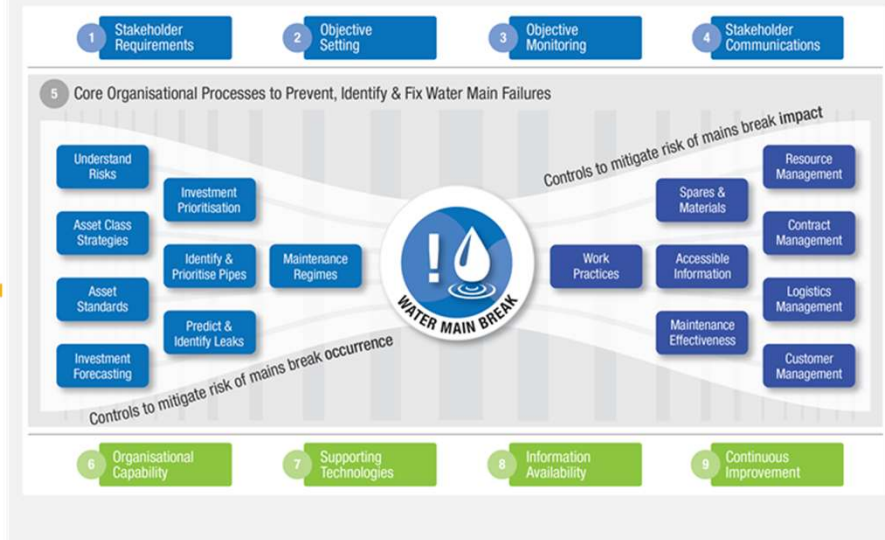 1
Stakeholder
Requirements
2
Objective
Setting
3
Objective
Monitoring
4
Stakeholder
Communications
5 Core Organisational Processes to Prevent, Identify & Fix Water Main Failures
Controls to mitigate risk of mains break impact
Understand
Risks
Asset Class
Strategies
Asset
Standards
Investment
Forecasting
Investment
Prioritisation
Identify &
Prioritise Pipes
Predict &
Identify Leaks
Maintenance
Regimes
!
WATER MAIN BREAK
Work
Practices
Spares &
Materials
Accessible
Information
Maintenance
Effectiveness
Resource
Management
Contract
Management
Logistics
Management
Customer
Management
Controls to mitigate risk of mains break occurrence
6
Organisational
Capability
7
Supporting
Technologies
8
Information
Availability
9
Continuous
Improvement